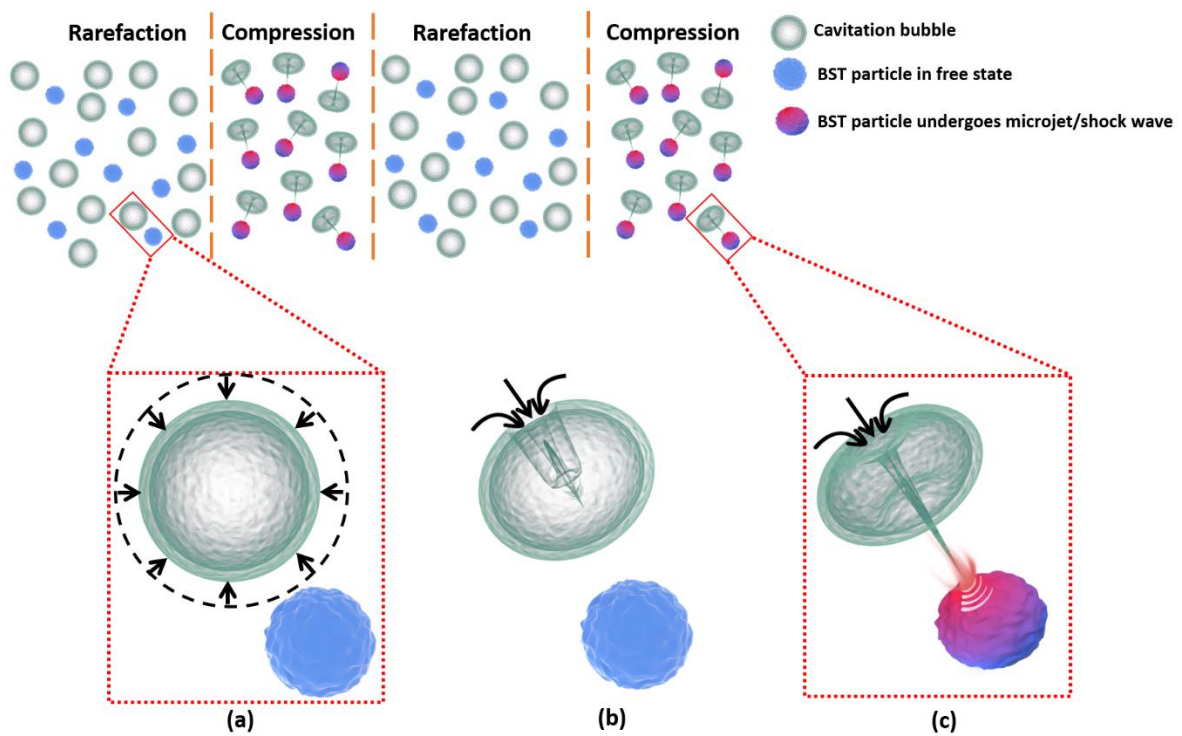 Rarefaction
Compression
Rarefaction
Compression
Cavitation bubble
BST particle in free state
BST particle undergoes microjet/shock wave
(a)
(b)
(c)